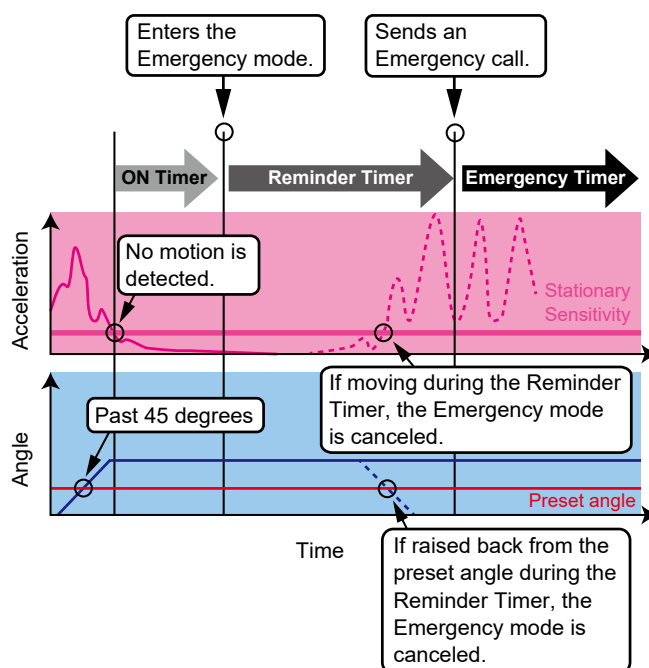 Enters the
Emergency mode.
Sends an
Emergency call.
ON Timer
Reminder Timer
Emergency Timer
Acceleration
No motion is
detected.
Stationary
Sensitivity
If moving during the Reminder
Timer, the Emergency mode
is canceled.
Angle
Past 45 degrees
Preset angle
Time
If raised back from the
preset angle during the
Reminder Timer, the
Emergency mode is
canceled.